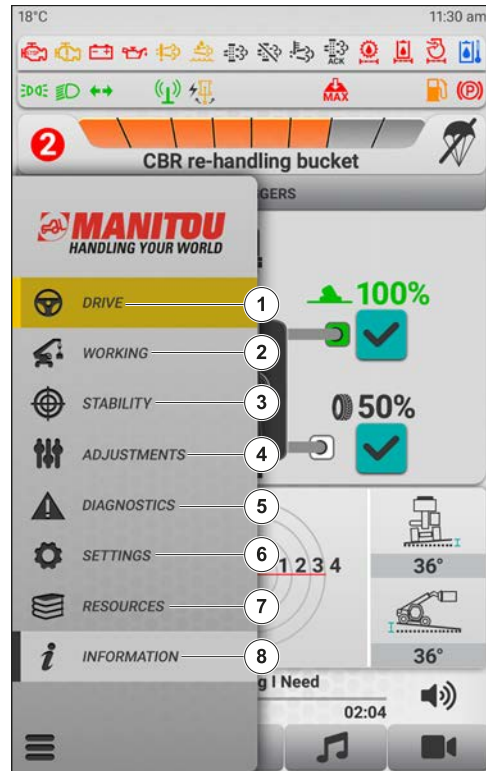 18°C 11:30 am
ACK
MAX
(P)
2
CBR re-handling bucket
GERS
MANITOU
HANDLING YOUR WORLD
DRIVE 1
100%
WORKING 2
STABILITY 3
50%
ADJUSTMENTS 4
DIAGNOSTICS 5
SETTINGS 6
1 2 3 4
36°
RESOURCES 7
INFORMATION 8
36°
g I Need
02:04